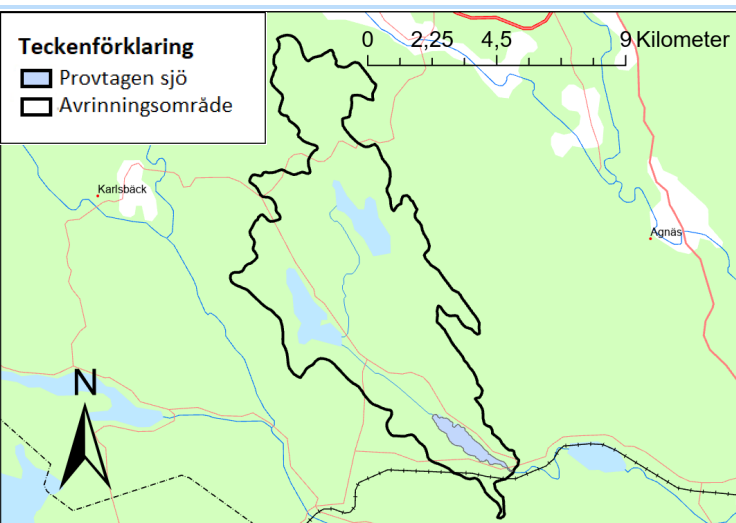 Teckenförklaring
Provtagen sjö
Avrinningsområde
0 2,25 4,5 9 Kilometer
Karlsbäck
Agnäs
N